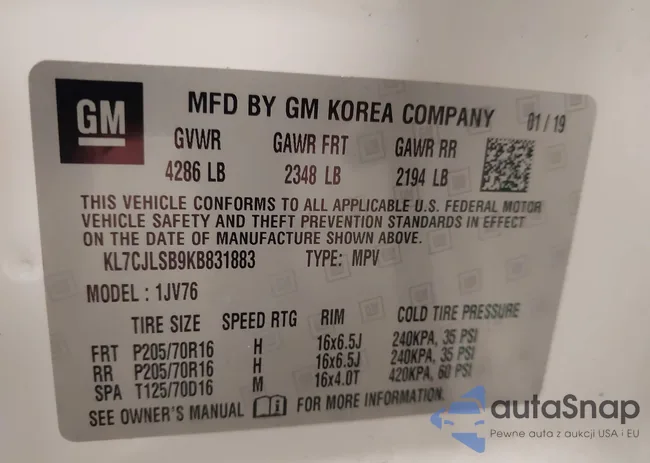 GM
MFD BY GM KOREA COMPANY 01/19
GVWR GAWR FRT GAWR RR
4286 LB 2348 LB 2194 LB
THIS VEHICLE CONFORMS TO ALL APPLICABLE U.S. FEDERAL MOTOR
VEHICLE SAFETY AND THEFT PREVENTION STANDARDS IN EFFECT
ON THE DATE OF MANUFACTURE SHOWN ABOVE.
KL7CJLSB9KB831883 TYPE: MPV
MODEL: 1JV76
TIRE SIZE SPEED RTG RIM COLD TIRE PRESSURE
FRT P205/70R16 H 16x6.5J 240KPA, 35 PSI
RR P205/70R16 H 16x6.5J 240KPA, 35 PSI
SPA T125/70D16 M 16x4.0T 420KPA, 60 PSI
SEE OWNER'S MANUAL FOR MORE INFORMATION.
autaSnap
Pewne auta z aukcji USA i EU